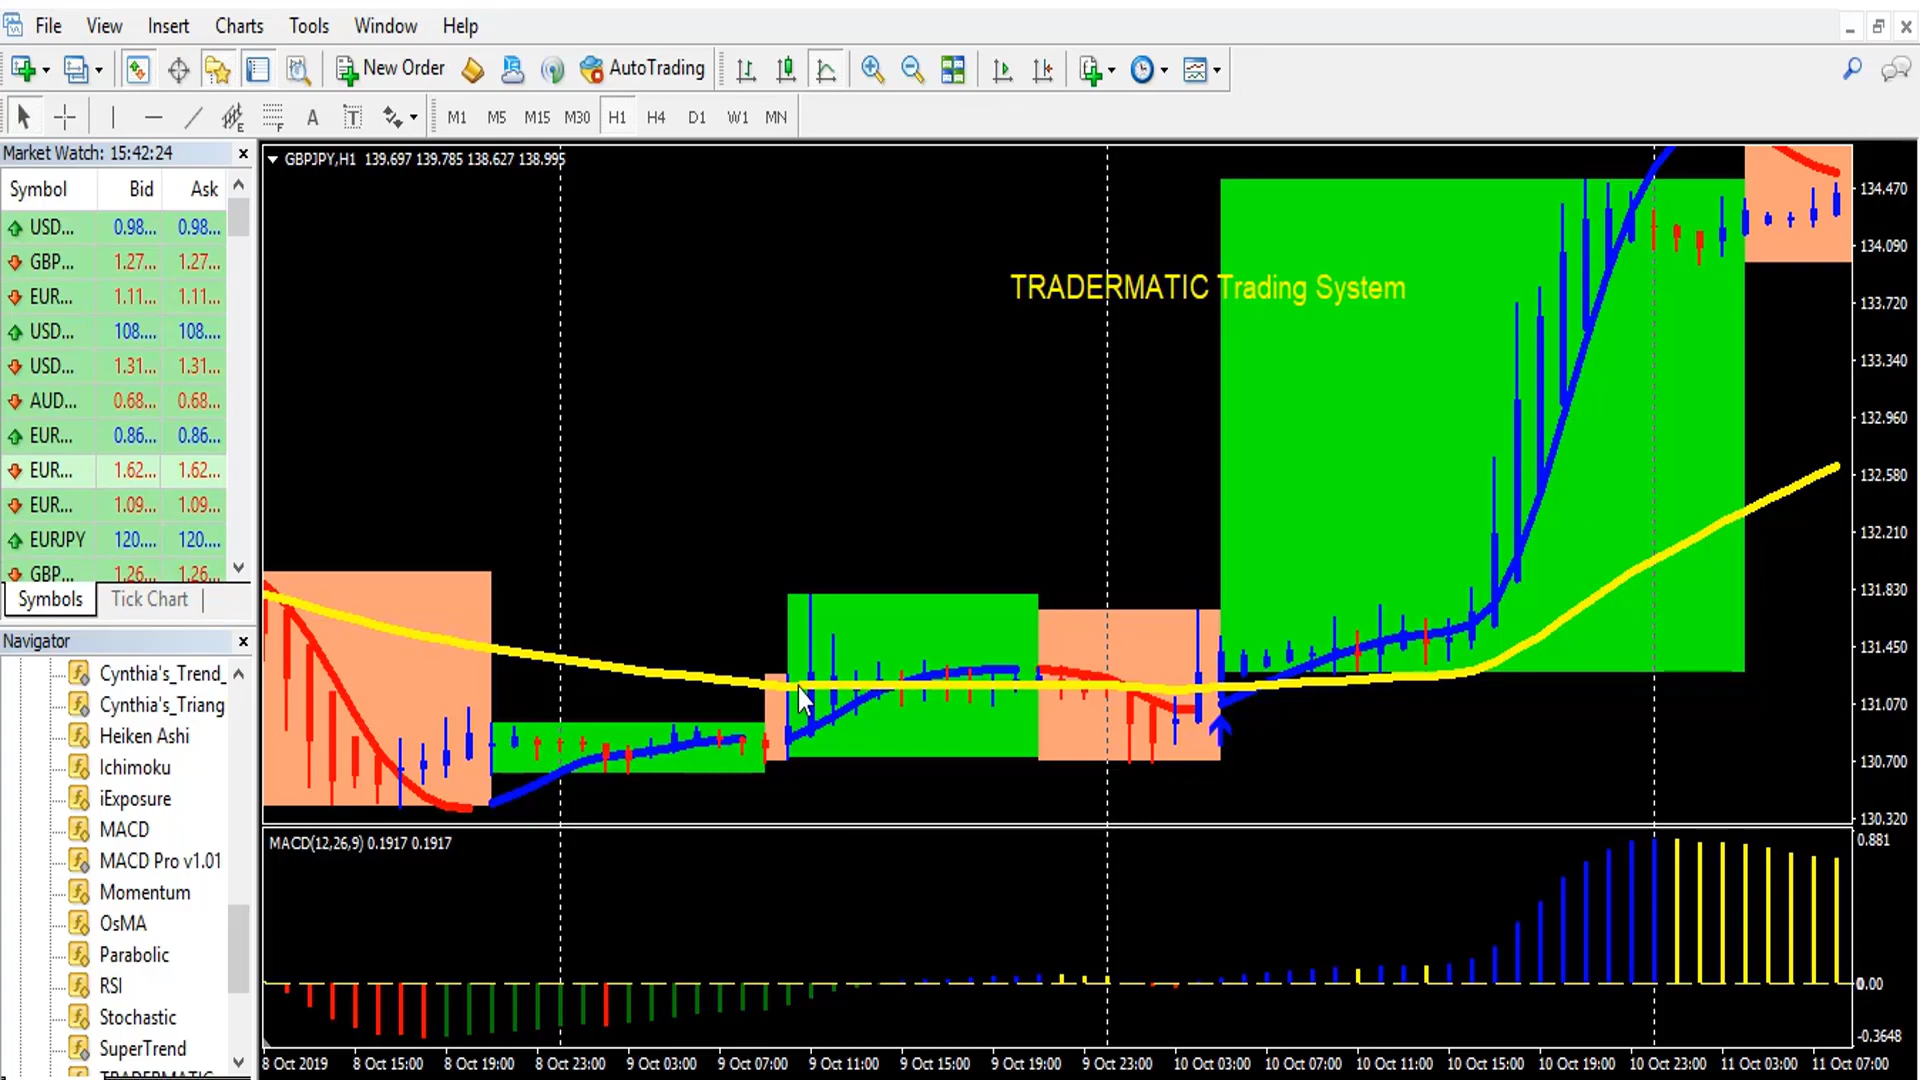 File View Insert Charts Tools Window Help
New Order AutoTrading
A T M1 M5 M15 M30 H1 H4 D1 W1 MN
Market Watch: 15:42:24
Symbol Bid Ask
USD... 0.98... 0.98...
GBP... 1.27... 1.27...
EUR... 1.11... 1.11...
USD... 108.... 108....
USD... 1.31... 1.31...
AUD... 0.68... 0.68...
EUR... 0.86... 0.86...
EUR... 1.62... 1.62...
EUR... 1.09... 1.09...
EURJPY 120.... 120....
GBP... 1.26... 1.26...
Symbols Tick Chart
Navigator
Cynthia's_Trend_
Cynthia's_Triang
Heiken Ashi
Ichimoku
iExposure
MACD
MACD Pro v1.01
Momentum
OsMA
Parabolic
RSI
Stochastic
SuperTrend
TRADERMATIC
GBPJPY,H1 139.697 139.785 138.627 138.995
TRADERMATIC Trading System
134.470
134.090
133.720
133.340
132.960
132.580
132.210
131.830
131.450
131.070
130.700
130.320
MACD(12,26,9) 0.1917 0.1917
0.881
0.00
-0.3648
8 Oct 2019 8 Oct 15:00 8 Oct 19:00 8 Oct 23:00 9 Oct 03:00 9 Oct 07:00 9 Oct 11:00 9 Oct 15:00 9 Oct 19:00 9 Oct 23:00 10 Oct 03:00 10 Oct 07:00 10 Oct 11:00 10 Oct 15:00 10 Oct 19:00 10 Oct 23:00 11 Oct 03:00 11 Oct 07:00